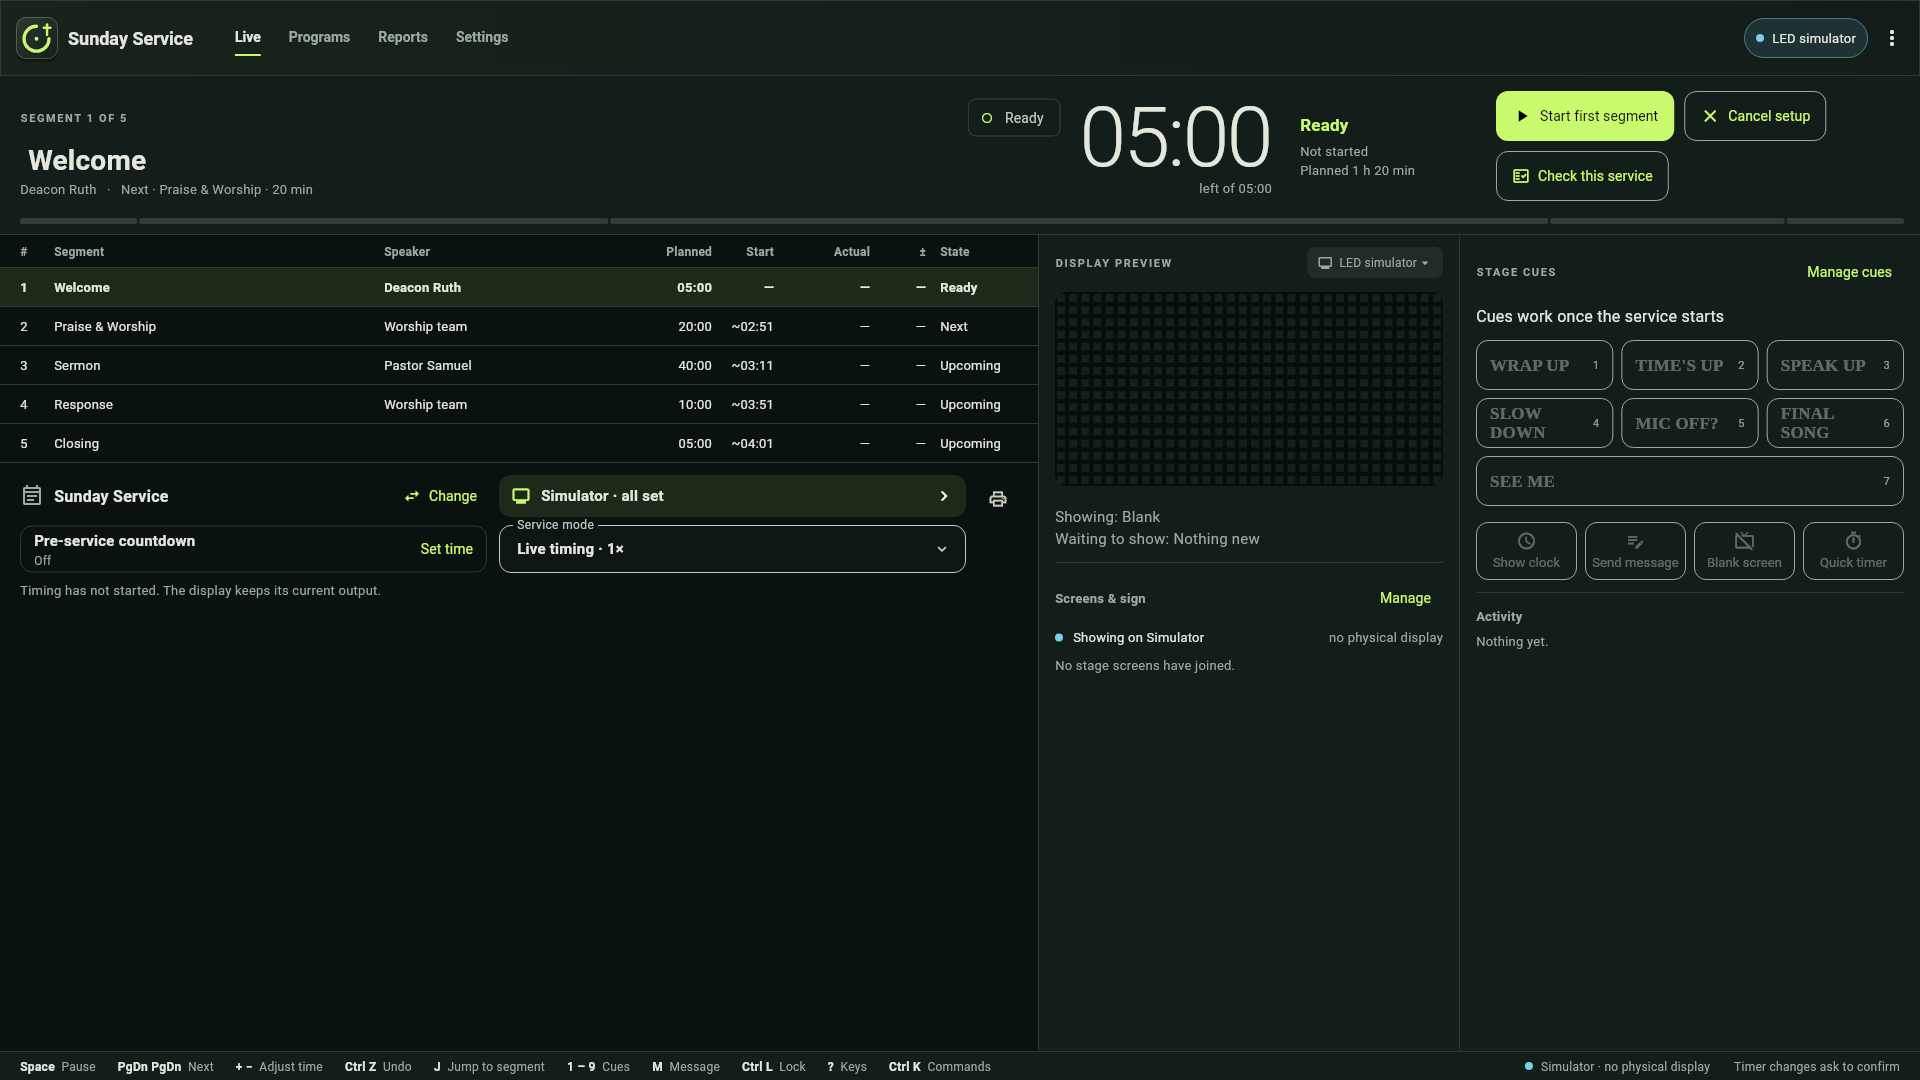 Sunday Service
Live Programs Reports Settings
LED simulator
SEGMENT 1 OF 5
Welcome
Deacon Ruth · Next · Praise & Worship · 20 min
Ready
05:00
left of 05:00
Ready
Not started
Planned 1 h 20 min
Start first segment
Cancel setup
Check this service
# Segment Speaker Planned Start Actual ± State
1 Welcome Deacon Ruth 05:00 — — — Ready
2 Praise & Worship Worship team 20:00 ~02:51 — — Next
3 Sermon Pastor Samuel 40:00 ~03:11 — — Upcoming
4 Response Worship team 10:00 ~03:51 — — Upcoming
5 Closing 05:00 ~04:01 — — Upcoming
Sunday Service
Change
Simulator · all set
Pre-service countdown
Off
Set time
Service mode
Live timing · 1×
Timing has not started. The display keeps its current output.
DISPLAY PREVIEW
LED simulator
Showing: Blank
Waiting to show: Nothing new
Screens & sign
Manage
Showing on Simulator
no physical display
No stage screens have joined.
STAGE CUES
Manage cues
Cues work once the service starts
WRAP UP 1
TIME'S UP 2
SPEAK UP 3
SLOW
DOWN 4
MIC OFF? 5
FINAL
SONG 6
SEE ME 7
Show clock
Send message
Blank screen
Quick timer
Activity
Nothing yet.
Space Pause PgDn PgDn Next + − Adjust time Ctrl Z Undo J Jump to segment 1 – 9 Cues M Message Ctrl L Lock ? Keys Ctrl K Commands
Simulator · no physical display
Timer changes ask to confirm